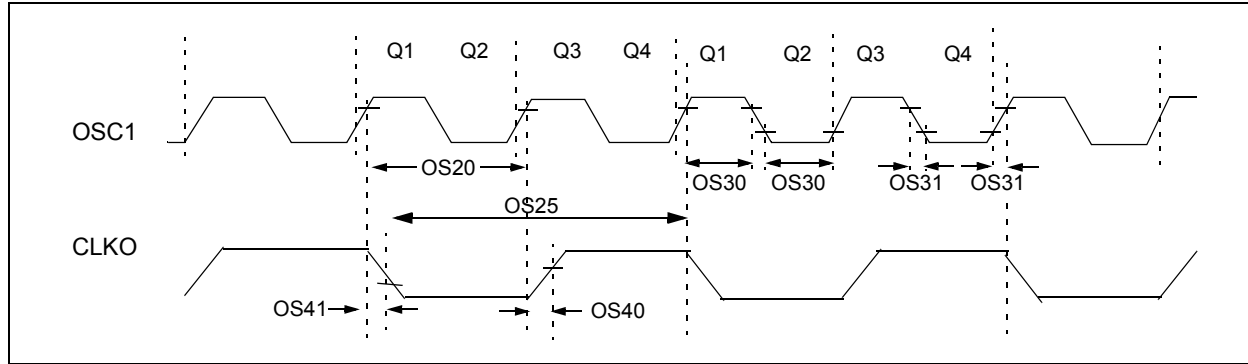 Q1 Q2 Q3 Q4 Q1 Q2 Q3 Q4
OSC1
OS20
OS30 OS30 OS31 OS31
OS25
CLKO
OS41 OS40